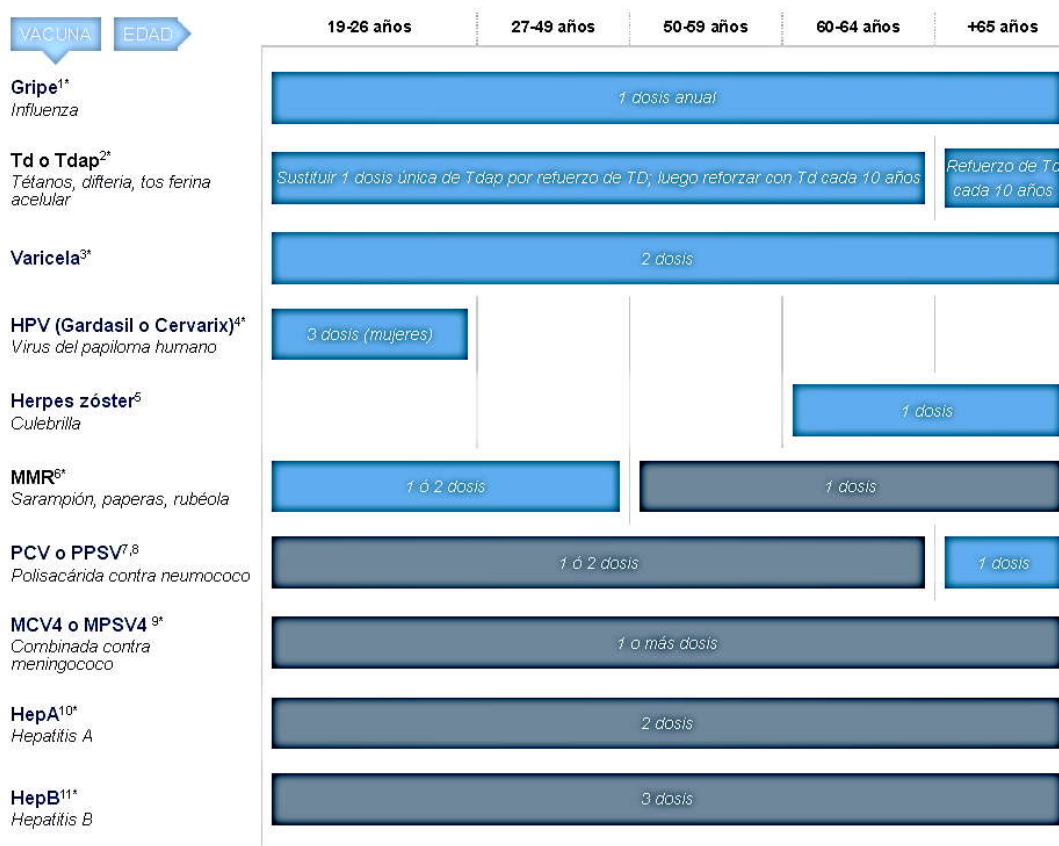 VACUNA EDAD 19-26 años 27-49 años 50-59 años 60-64 años +65 años
Gripe1*
Influenza
1 dosis anual
Td o Tdap2*
Tétanos, difteria, tos ferina
acelular
Sustituir 1 dosis única de Tdap por refuerzo de TD; luego reforzar con Td cada 10 años
Refuerzo de Td
cada 10 años
Varicela3*
2 dosis
HPV (Gardasil o Cervarix)4*
Virus del papiloma humano
3 dosis (mujeres)
Herpes zóster5
Culebrilla
1 dosis
MMR6*
Sarampión, paperas, rubéola
1 ó 2 dosis
1 dosis
PCV o PPSV7,8
Polisacárida contra neumococo
1 ó 2 dosis
1 dosis
MCV4 o MPSV4 9*
Combinada contra
meningococo
1 o más dosis
HepA10*
Hepatitis A
2 dosis
HepB11*
Hepatitis B
3 dosis